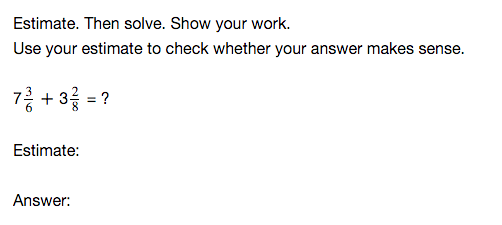 Estimate. Then solve. Show your work.
Use your estimate to check whether your answer makes sense.
7 3/6 + 3 2/8 = ?
Estimate:
Answer: